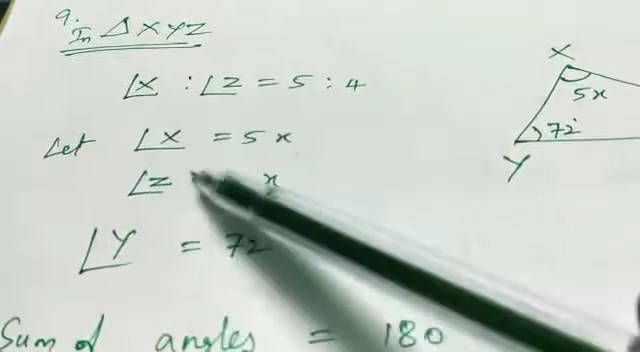 9.
In △XYZ
∠X : ∠Z = 5 : 4
Let ∠X = 5x
∠Z x
∠Y = 72
Sum of angles = 180
X
5x
72°
Y